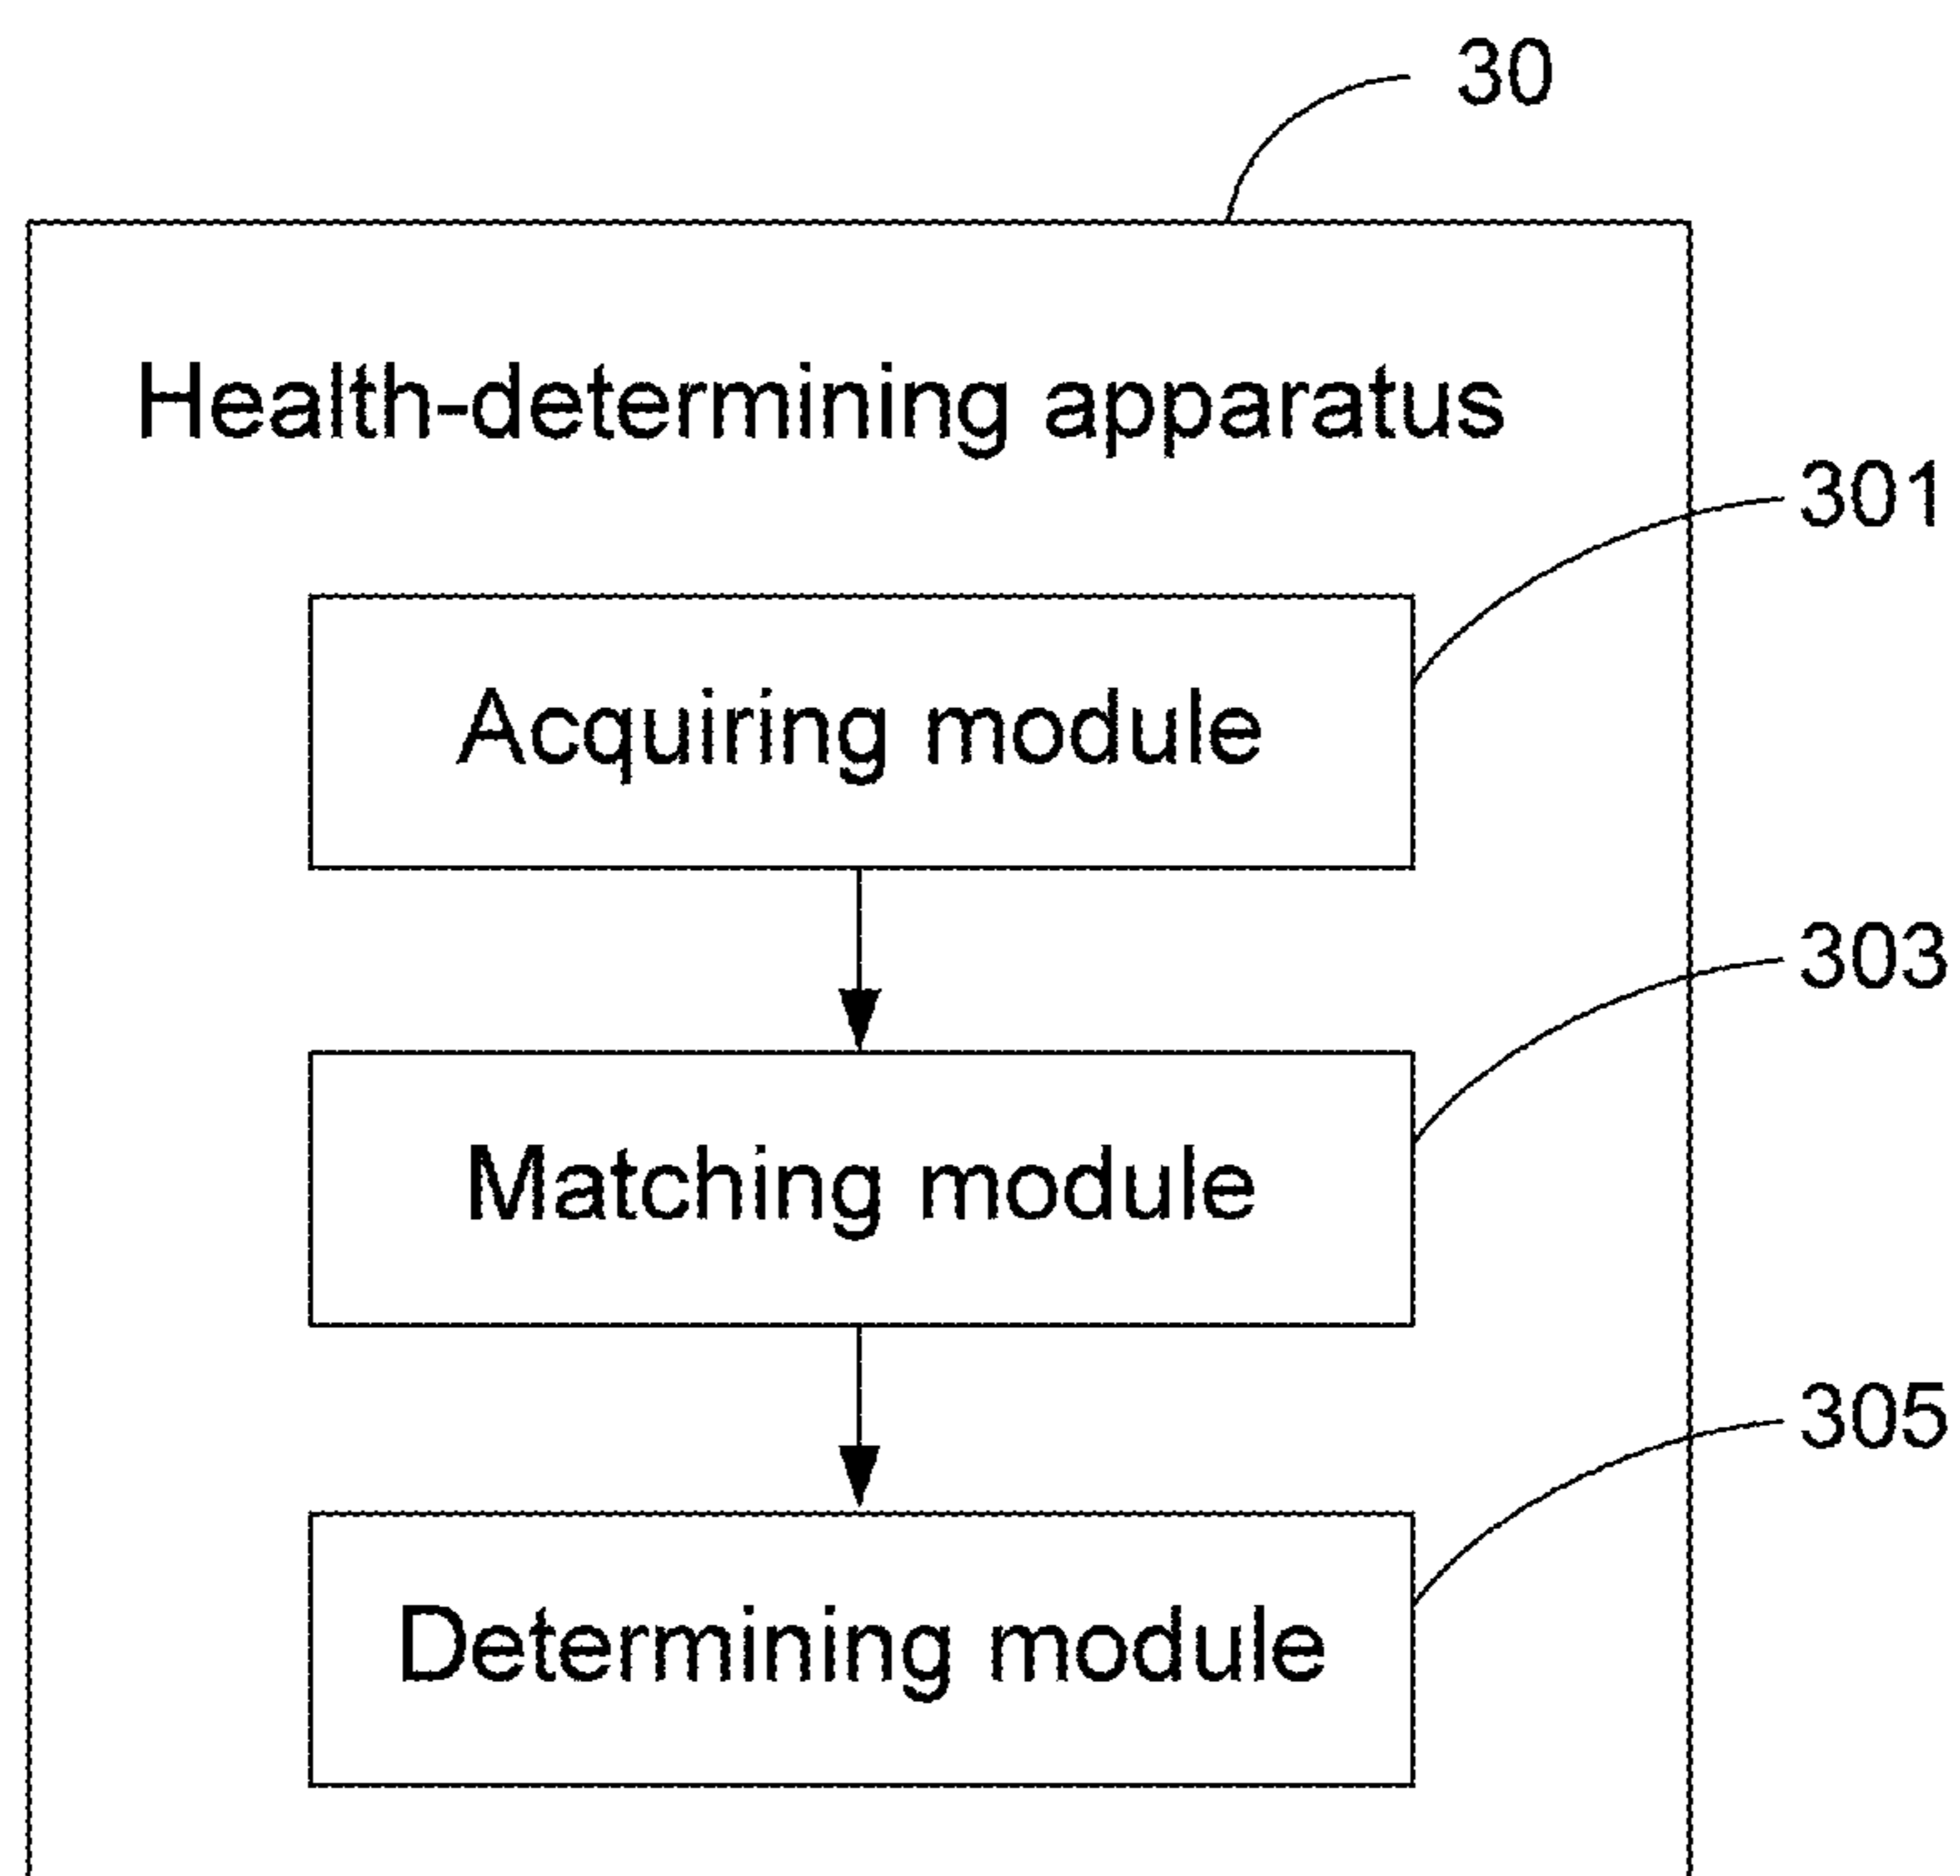 30
Health-determining apparatus
301
Acquiring module
303
Matching module
305
Determining module